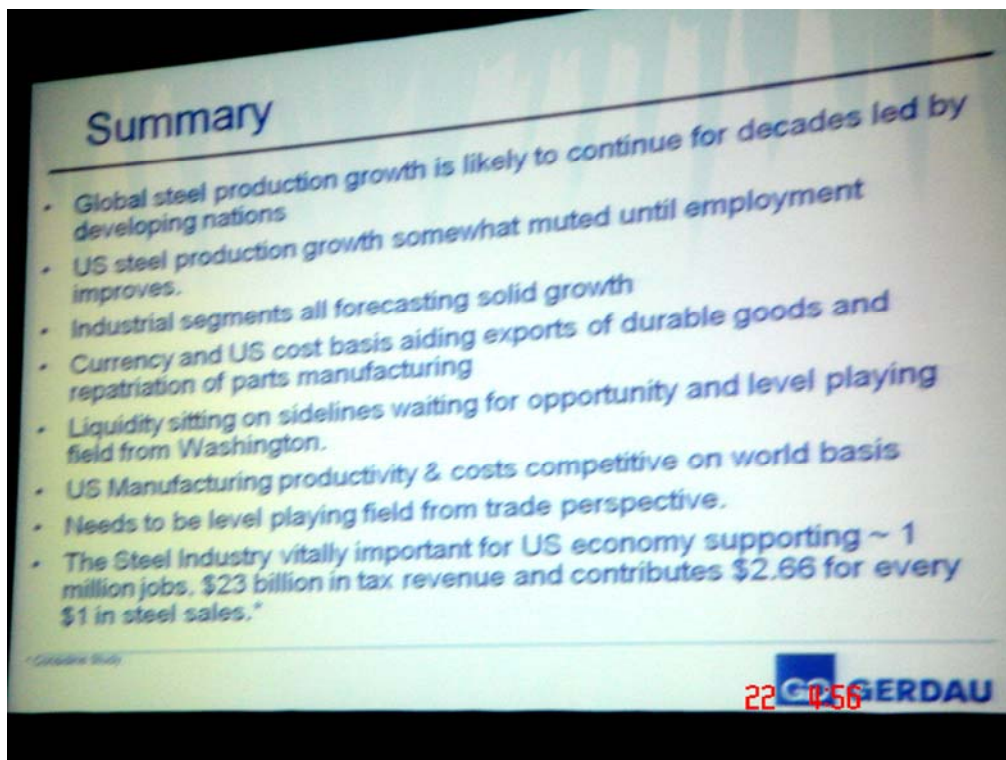 Summary
• Global steel production growth is likely to continue for decades led by
developing nations
• US steel production growth somewhat muted until employment
improves.
• Industrial segments all forecasting solid growth
• Currency and US cost basis aiding exports of durable goods and
repatriation of parts manufacturing
• Liquidity sitting on sidelines waiting for opportunity and level playing
field from Washington.
• US Manufacturing productivity & costs competitive on world basis
• Needs to be level playing field from trade perspective.
• The Steel Industry vitally important for US economy supporting ~ 1
million jobs, $23 billion in tax revenue and contributes $2.66 for every
$1 in steel sales.*
* Study
GERDAU
22